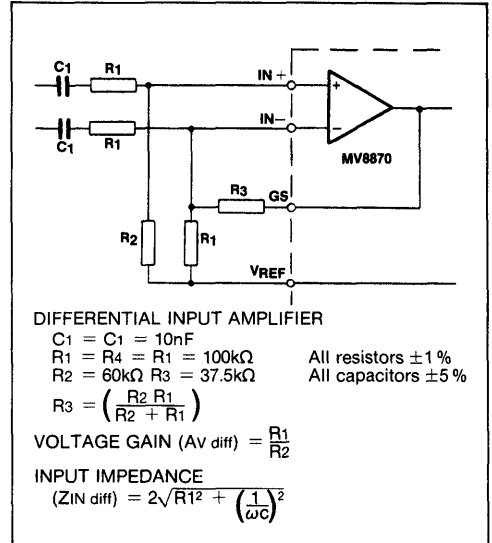 C1 R1
IN +
+
IN–
–
C1
R1
MV8870
R3
GS
R2
R1
VREF
DIFFERENTIAL INPUT AMPLIFIER
C1 = C1 = 10nF
R1 = R4 = R1 = 100kΩ All resistors ±1%
R2 = 60kΩ R3 = 37.5kΩ All capacitors ±5%
R3 = (R2 R1 / R2 + R1)
VOLTAGE GAIN (Av diff) = R1/R2
INPUT IMPEDANCE
(ZIN diff) = 2√R1² + (1/ωc)²